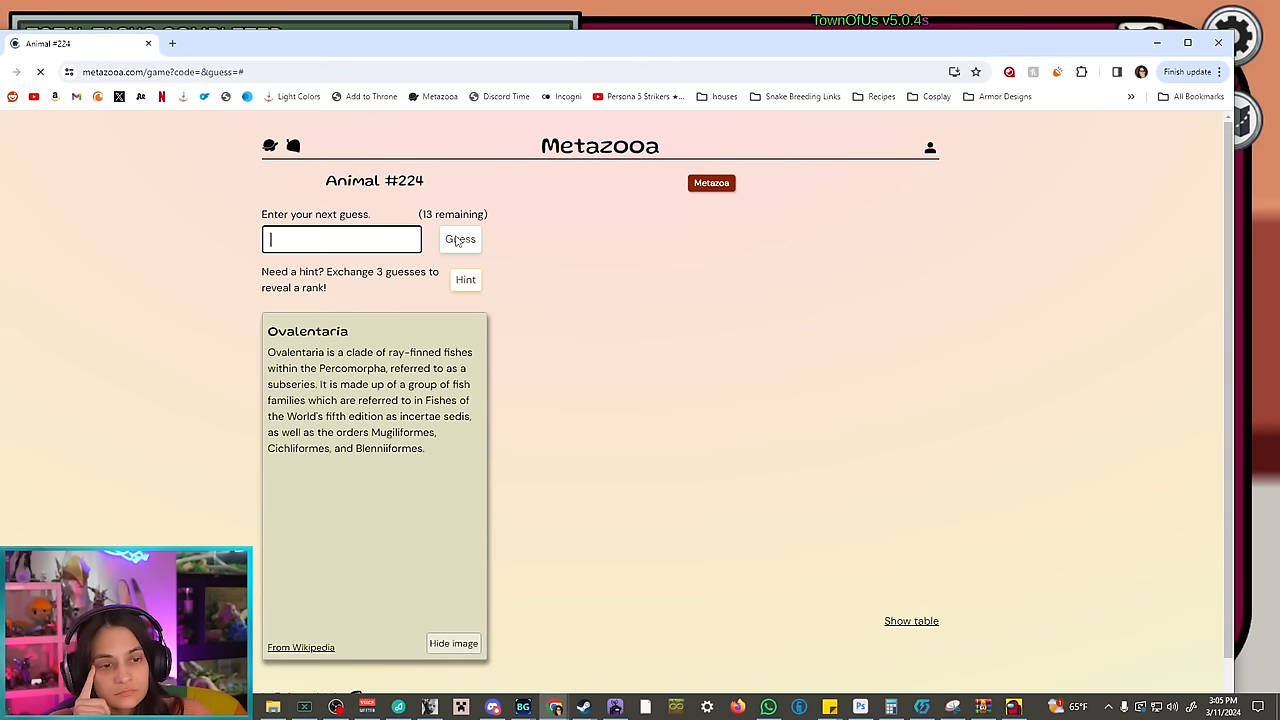 TownOfUs v5.0.4s
Animal #224
metazooa.com/game?code=&guess=#
Finish update
Light Colors
Add to Throne
Metazooa
Discord Time
Incogni
Persona 5 Strikers ★...
houses
Snake Breeding Links
Recipes
Cosplay
Armor Designs
»
All Bookmarks
Metazooa
Animal #224
Metazoa
Enter your next guess.
(13 remaining)
Guess
Need a hint? Exchange 3 guesses to
reveal a rank!
Hint
Ovalentaria
Ovalentaria is a clade of ray-finned fishes
within the Percomorpha, referred to as a
subseries. It is made up of a group of fish
families which are referred to in Fishes of
the World's fifth edition as incertae sedis,
as well as the orders Mugiliformes,
Cichliformes, and Blenniiformes.
From Wikipedia
Hide image
Show table
65°F
3:05 PM
3/11/2024